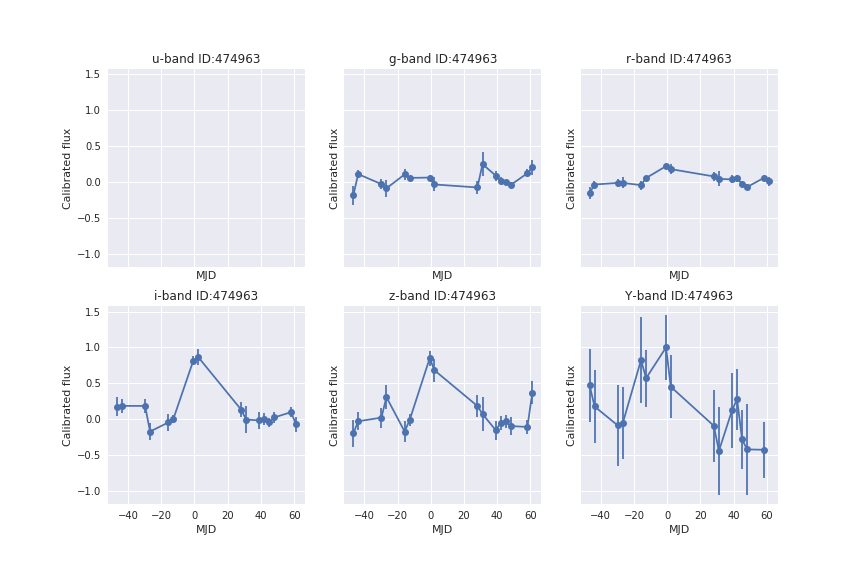 u-band ID:474963 g-band ID:474963 r-band ID:474963
1.5
1.0
0.5
0.0
−0.5
−1.0
Calibrated flux Calibrated flux Calibrated flux
MJD MJD MJD
i-band ID:474963 z-band ID:474963 Y-band ID:474963
1.5
1.0
0.5
0.0
−0.5
−1.0
Calibrated flux Calibrated flux Calibrated flux
−40 −20 0 20 40 60 −40 −20 0 20 40 60 −40 −20 0 20 40 60
MJD MJD MJD